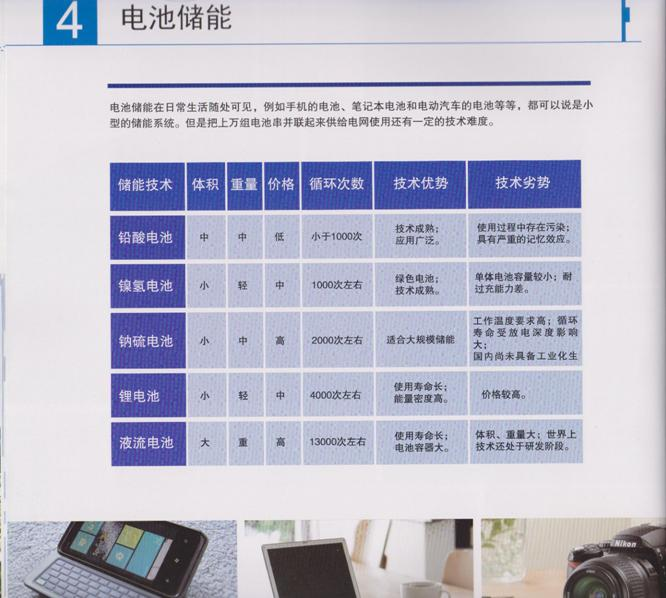 4 电池储能
电池储能在日常生活随处可见，例如手机的电池、笔记本电池和电动汽车的电池等等，都可以说是小
型的储能系统。但是把上万组电池串并联起来供给电网使用还有一定的技术难度。
储能技术 体积 重量 价格 循环次数 技术优势 技术劣势
铅酸电池 中 中 低 小于1000次 技术成熟； 使用过程中存在污染；
应用广泛。 具有严重的记忆效应。
镍氢电池 小 轻 中 1000次左右 绿色电池； 单体电池容量较小；耐
技术成熟。 过充能力差。
钠硫电池 小 中 高 2000次左右 适合大规模储能 工作温度要求高；循环
寿命受放电深度影响
大；
国内尚未具备工业化生
锂电池 小 轻 中 4000次左右 使用寿命长； 价格较高。
能量密度高。
液流电池 大 重 高 13000次左右 使用寿命长； 体积、重量大；世界上
电池容器大。 技术还处于研发阶段。
Nikon